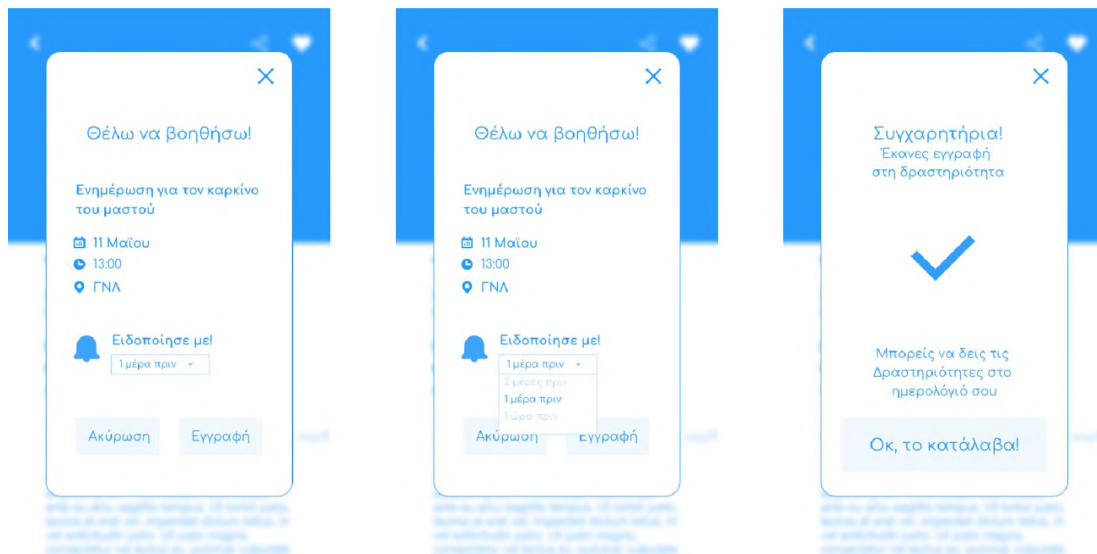 Θέλω να βοηθήσω!
Ενημέρωση για τον καρκίνο
του μαστού
11 Μαΐου
13:00
ΓΝΛ
Ειδοποίησε με!
1 μέρα πριν
Ακύρωση Εγγραφή
Θέλω να βοηθήσω!
Ενημέρωση για τον καρκίνο
του μαστού
11 Μαΐου
13:00
ΓΝΛ
Ειδοποίησε με!
1 μέρα πριν
2 μέρες πριν
1 μέρα πριν
1 ώρα πριν
Ακύρωση Εγγραφή
Συγχαρητήρια!
Έκανες εγγραφή
στη δραστηριότητα
Μπορείς να δεις τις
Δραστηριότητες στο
ημερολόγιό σου
Οκ, το κατάλαβα!